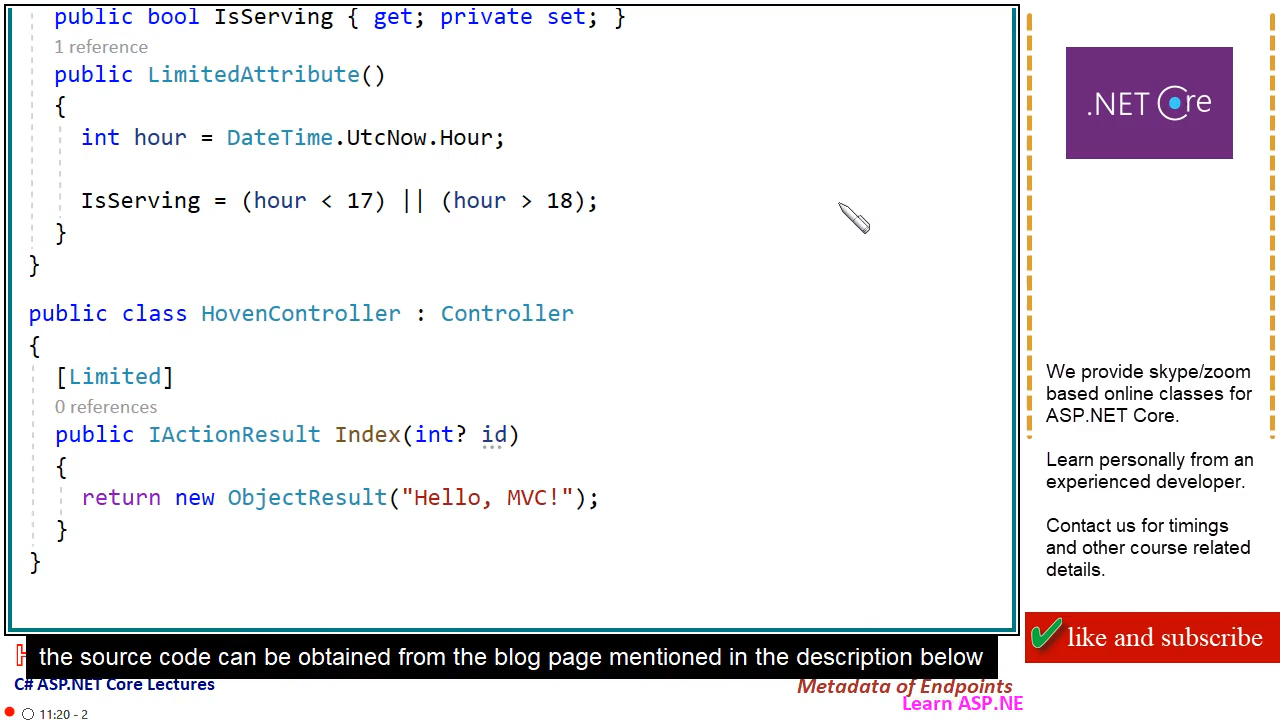 public bool IsServing { get; private set; }
1 reference
public LimitedAttribute()
{
int hour = DateTime.UtcNow.Hour;
IsServing = (hour < 17) || (hour > 18);
}
}
public class HovenController : Controller
{
[Limited]
0 references
public IActionResult Index(int? id)
{
return new ObjectResult("Hello, MVC!");
}
}
.NET Core
We provide skype/zoom
based online classes for
ASP.NET Core.
Learn personally from an
experienced developer.
Contact us for timings
and other course related
details.
like and subscribe
the source code can be obtained from the blog page mentioned in the description below
C# ASP.NET Core Lectures
Metadata of Endpoints
Learn ASP.NE
11:20 - 2